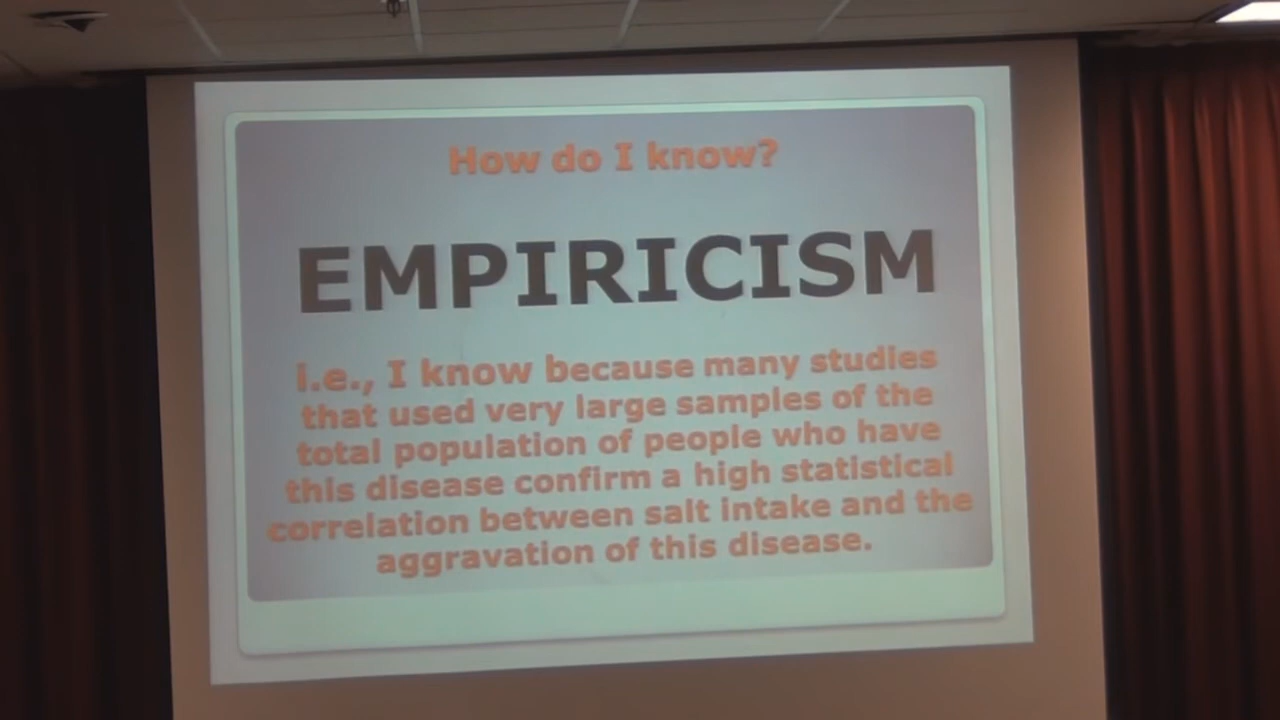 How do I know?
EMPIRICISM
i.e., I know because many studies
that used very large samples of the
total population of people who have
this disease confirm a high statistical
correlation between salt intake and the
aggravation of this disease.